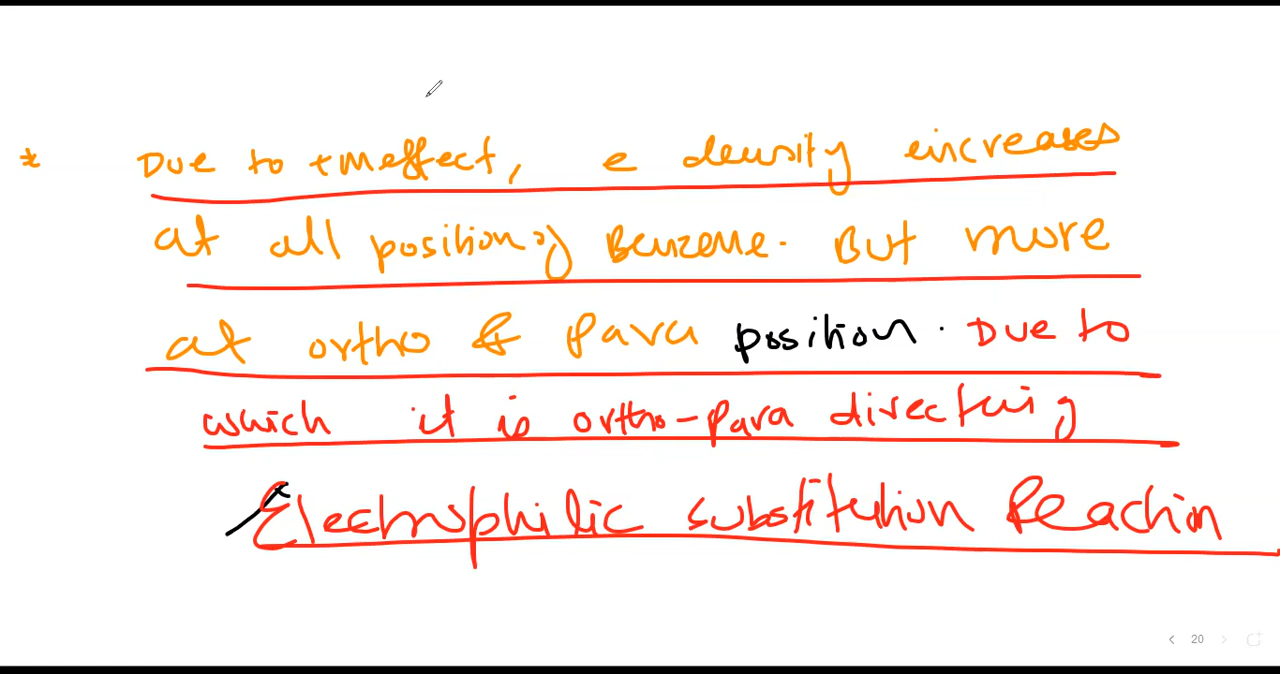 * Due to +m effect, e density eincreases
at all position of Benzene. But more
at ortho & para position. Due to
which it is ortho-para directing
Electrophilic substitution Reaction
20